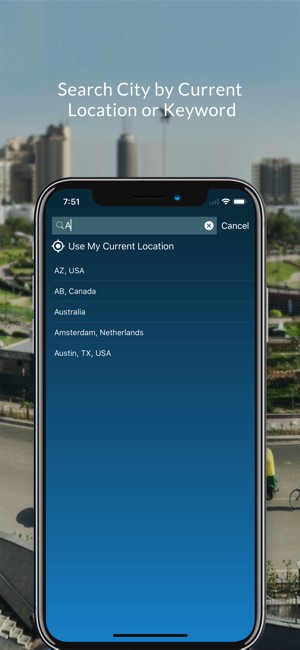 Search City by Current
Location or Keyword
7:51
A
Cancel
Use My Current Location
AZ, USA
AB, Canada
Australia
Amsterdam, Netherlands
Austin, TX, USA